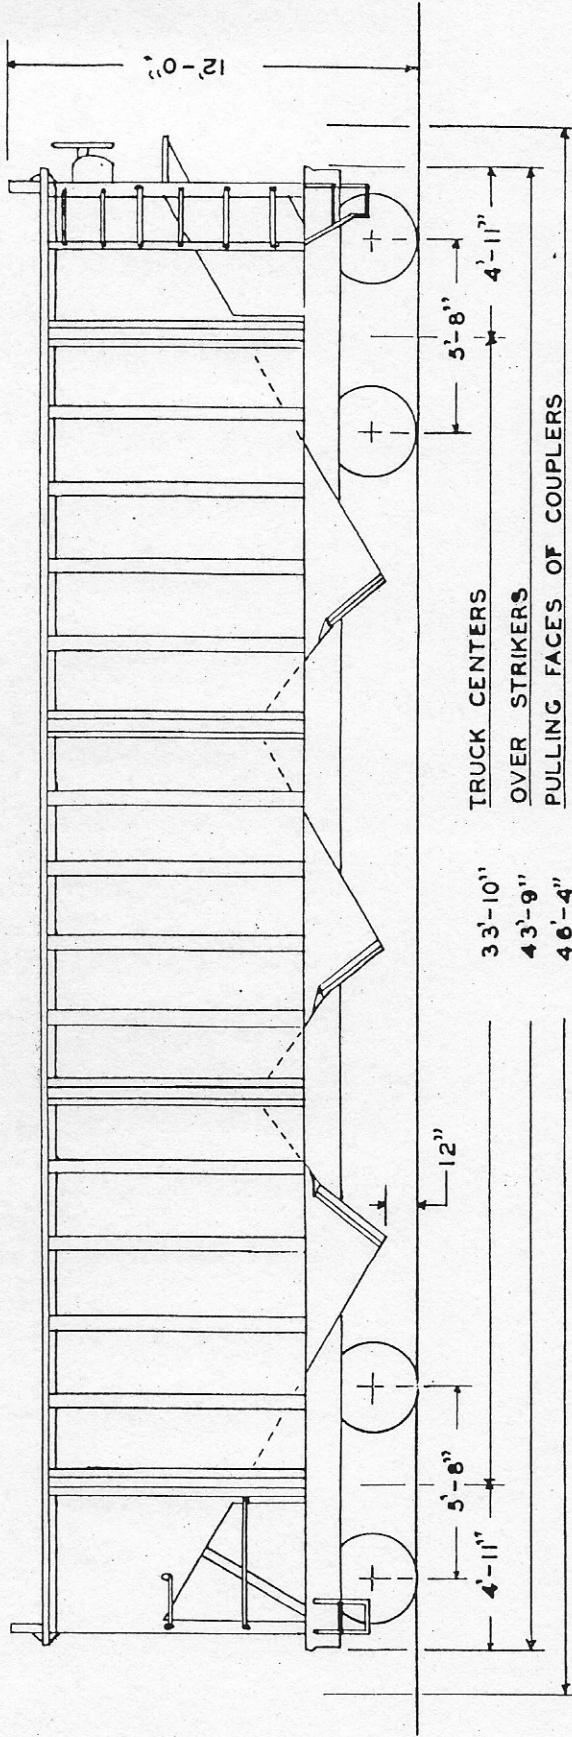 12'-0"
12"
5'-8" 5'-8"
4'-11" 33'-10" TRUCK CENTERS 4'-11"
43'-9" OVER STRIKERS
46'-4" PULLING FACES OF COUPLERS